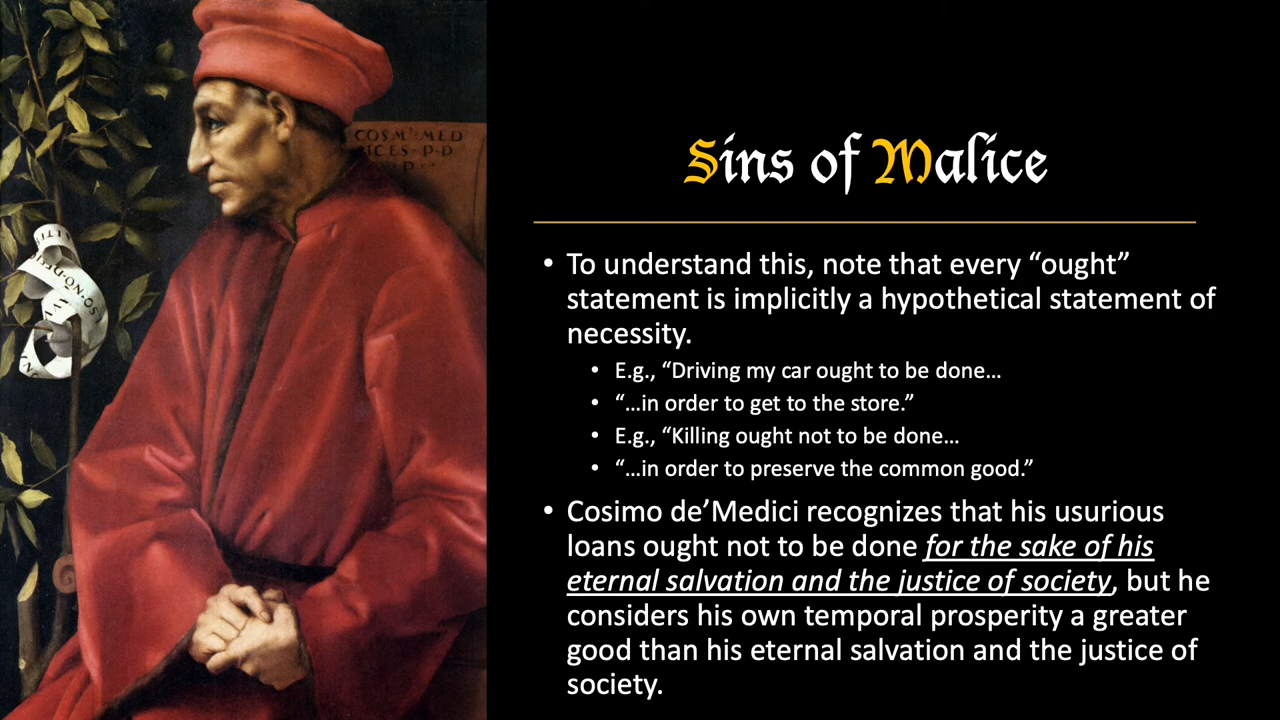 COSM MED
ICES P D
P
SO-DEFI
Sins of Malice
• To understand this, note that every “ought”
statement is implicitly a hypothetical statement of
necessity.
• E.g., “Driving my car ought to be done…
• “…in order to get to the store.”
• E.g., “Killing ought not to be done…
• “…in order to preserve the common good.”
• Cosimo de’Medici recognizes that his usurious
loans ought not to be done for the sake of his
eternal salvation and the justice of society, but he
considers his own temporal prosperity a greater
good than his eternal salvation and the justice of
society.